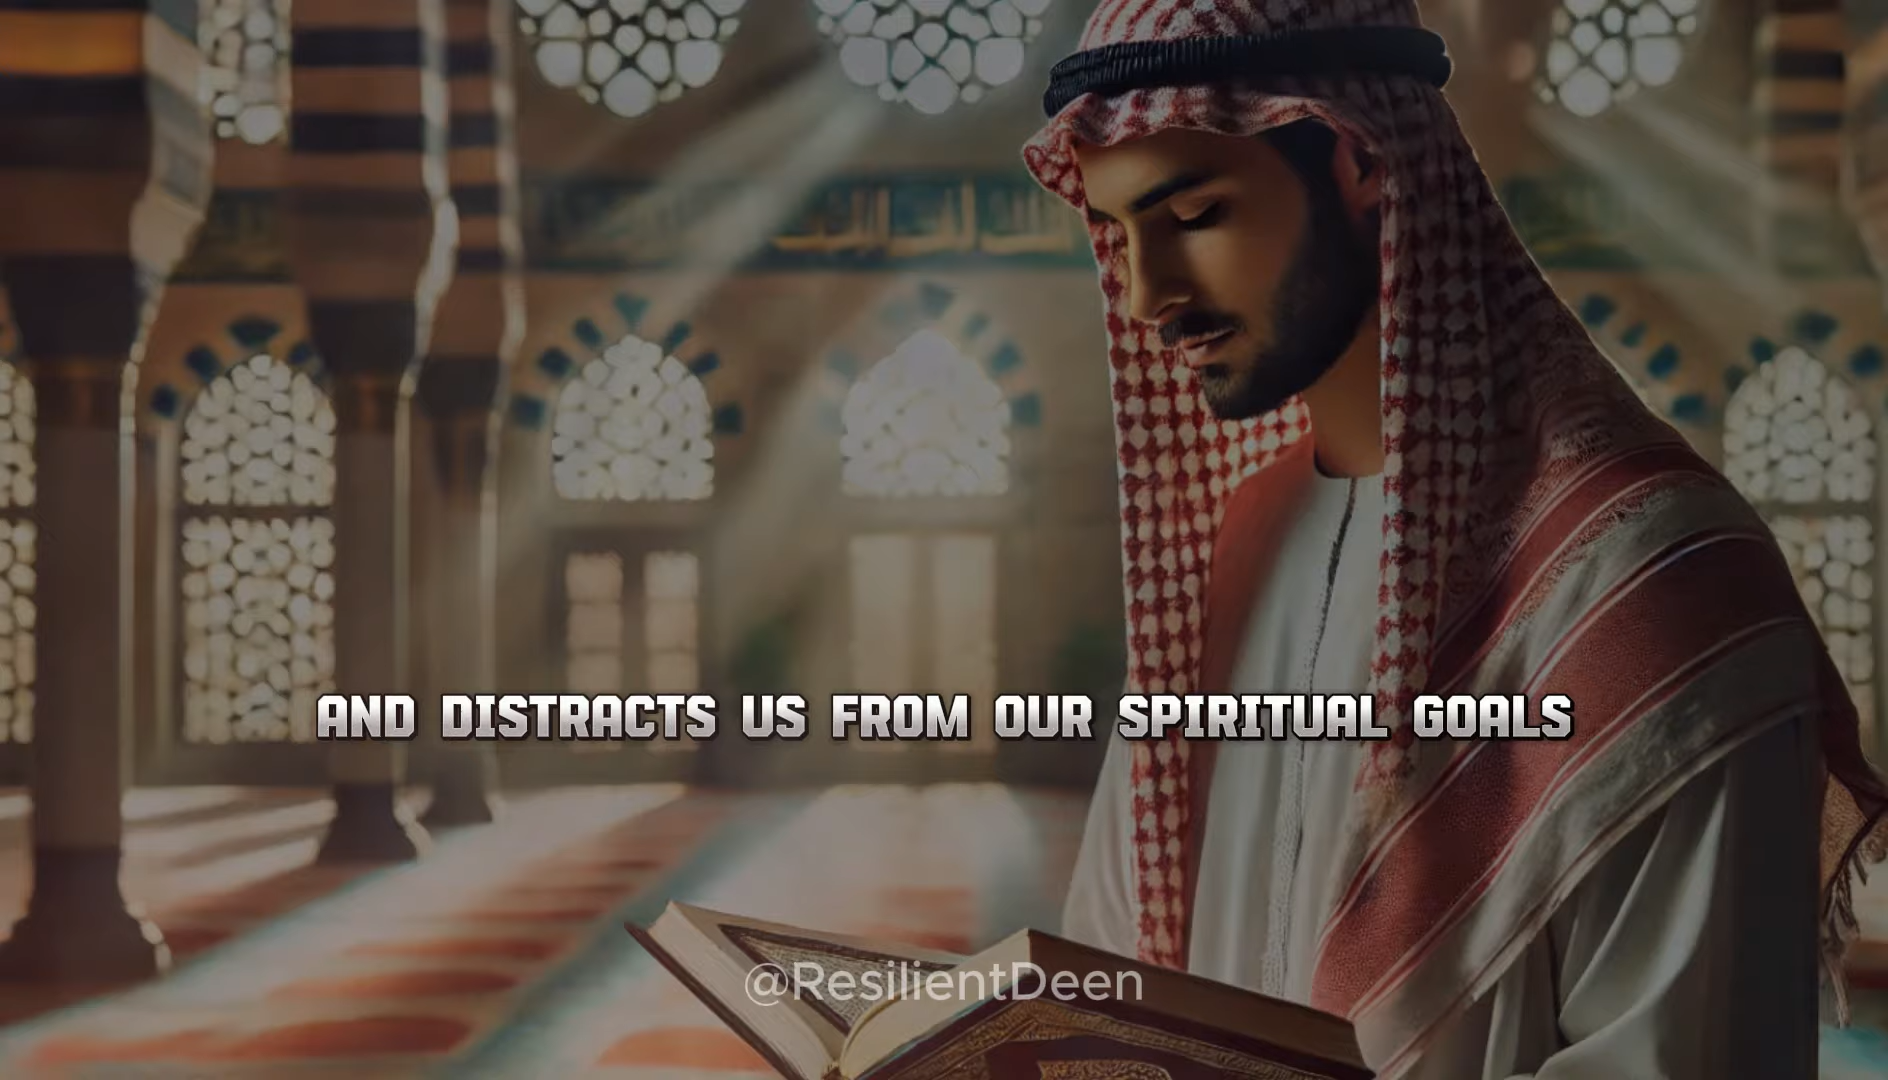 AND DISTRACTS US FROM OUR SPIRITUAL GOALS
@ResilientDeen